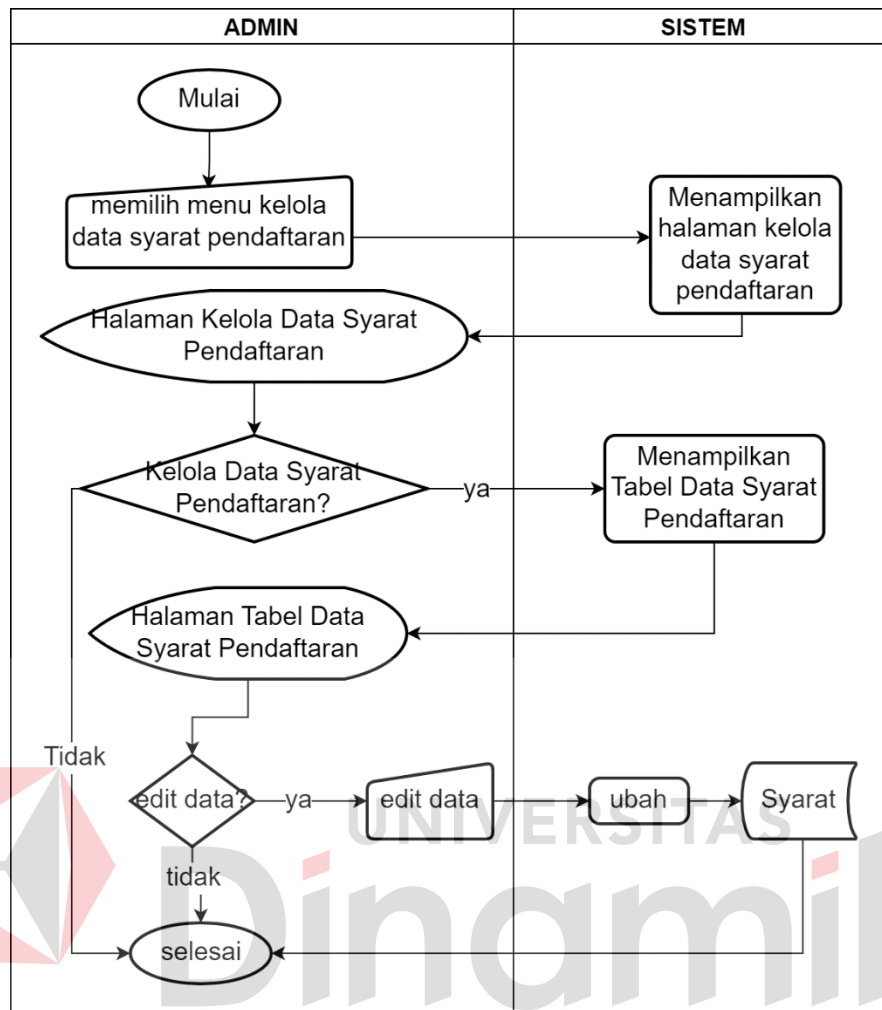 ADMIN
SISTEM
Mulai
memilih menu kelola
data syarat pendaftaran
Menampilkan
halaman kelola
data syarat
pendaftaran
Halaman Kelola Data Syarat
Pendaftaran
Kelola Data Syarat
Pendaftaran?
ya
Menampilkan
Tabel Data Syarat
Pendaftaran
Halaman Tabel Data
Syarat Pendaftaran
Tidak
edit data?
ya
edit data
ubah
Syarat
tidak
selesai
UNIVERSITAS
Dinamik